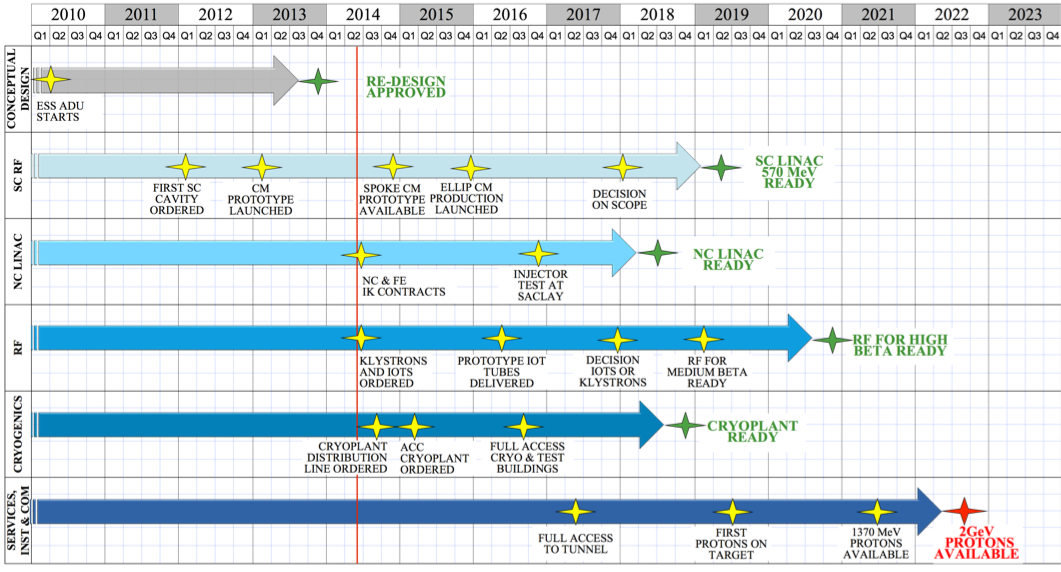 2010 2011 2012 2013 2014 2015 2016 2017 2018 2019 2020 2021 2022 2023
Q1 Q2 Q3 Q4 Q1 Q2 Q3 Q4 Q1 Q2 Q3 Q4 Q1 Q2 Q3 Q4 Q1 Q2 Q3 Q4 Q1 Q2 Q3 Q4 Q1 Q2 Q3 Q4 Q1 Q2 Q3 Q4 Q1 Q2 Q3 Q4 Q1 Q2 Q3 Q4 Q1 Q2 Q3 Q4 Q1 Q2 Q3 Q4 Q1 Q2 Q3 Q4 Q1 Q2 Q3 Q4
CONCEPTUAL
DESIGN
ESS ADU
STARTS
RE-DESIGN
APPROVED
SC RF
FIRST SC
CAVITY
ORDERED
CM
PROTOTYPE
LAUNCHED
SPOKE CM
PROTOTYPE
AVAILABLE
ELLIP CM
PRODUCTION
LAUNCHED
DECISION
ON SCOPE
SC LINAC
570 MeV
READY
NC LINAC
NC & FE
IK CONTRACTS
INJECTOR
TEST AT
SACLAY
NC LINAC
READY
RF
KLYSTRONS
AND IOTS
ORDERED
PROTOTYPE IOT
TUBES
DELIVERED
DECISION
IOTS OR
KLYSTRONS
RF FOR
MEDIUM BETA
READY
RF FOR HIGH
BETA READY
CRYOGENICS
CRYOPLANT
DISTRIBUTION
LINE ORDERED
ACC
CRYOPLANT
ORDERED
FULL ACCESS
CRYO & TEST
BUILDINGS
CRYOPLANT
READY
SERVICES,
INST & COM
FULL ACCESS
TO TUNNEL
FIRST
PROTONS ON
TARGET
1370 MeV
PROTONS
AVAILABLE
2GeV
PROTONS
AVAILABLE